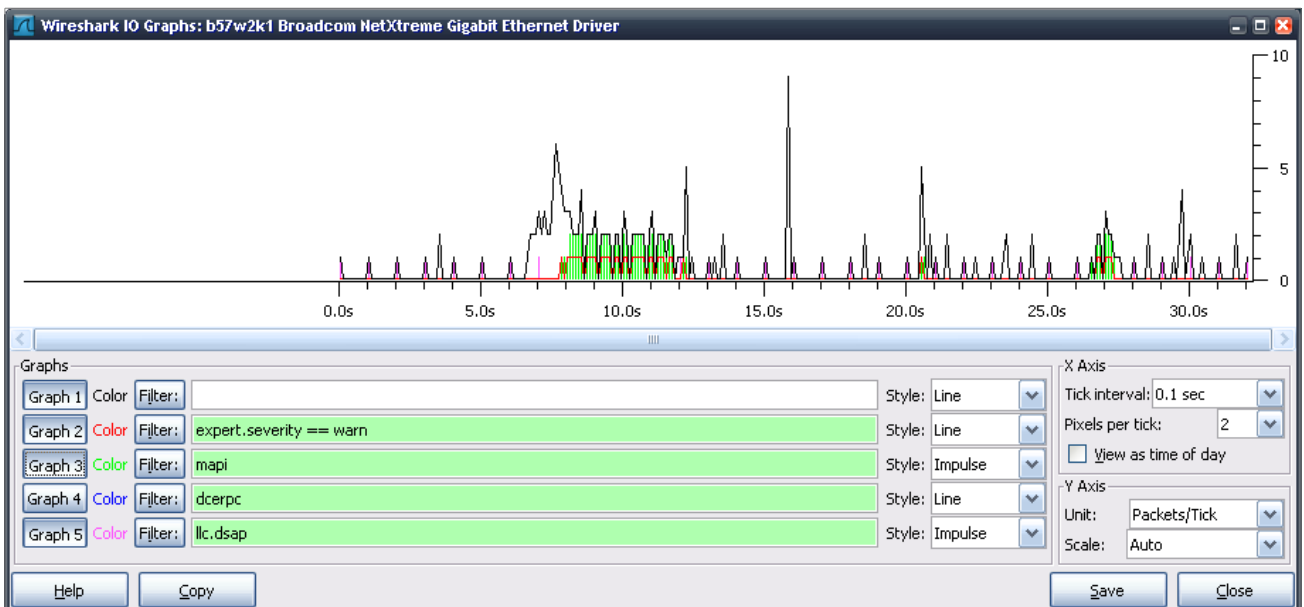 Wireshark IO Graphs: b57w2k1 Broadcom NetXtreme Gigabit Ethernet Driver
10
5
0
0.0s 5.0s 10.0s 15.0s 20.0s 25.0s 30.0s
Graphs
Graph 1 Color Filter: Style: Line
Graph 2 Color Filter: expert.severity == warn Style: Line
Graph 3 Color Filter: mapi Style: Impulse
Graph 4 Color Filter: dcerpc Style: Line
Graph 5 Color Filter: llc.dsap Style: Impulse
X Axis
Tick interval: 0.1 sec
Pixels per tick: 2
View as time of day
Y Axis
Unit: Packets/Tick
Scale: Auto
Help Copy Save Close